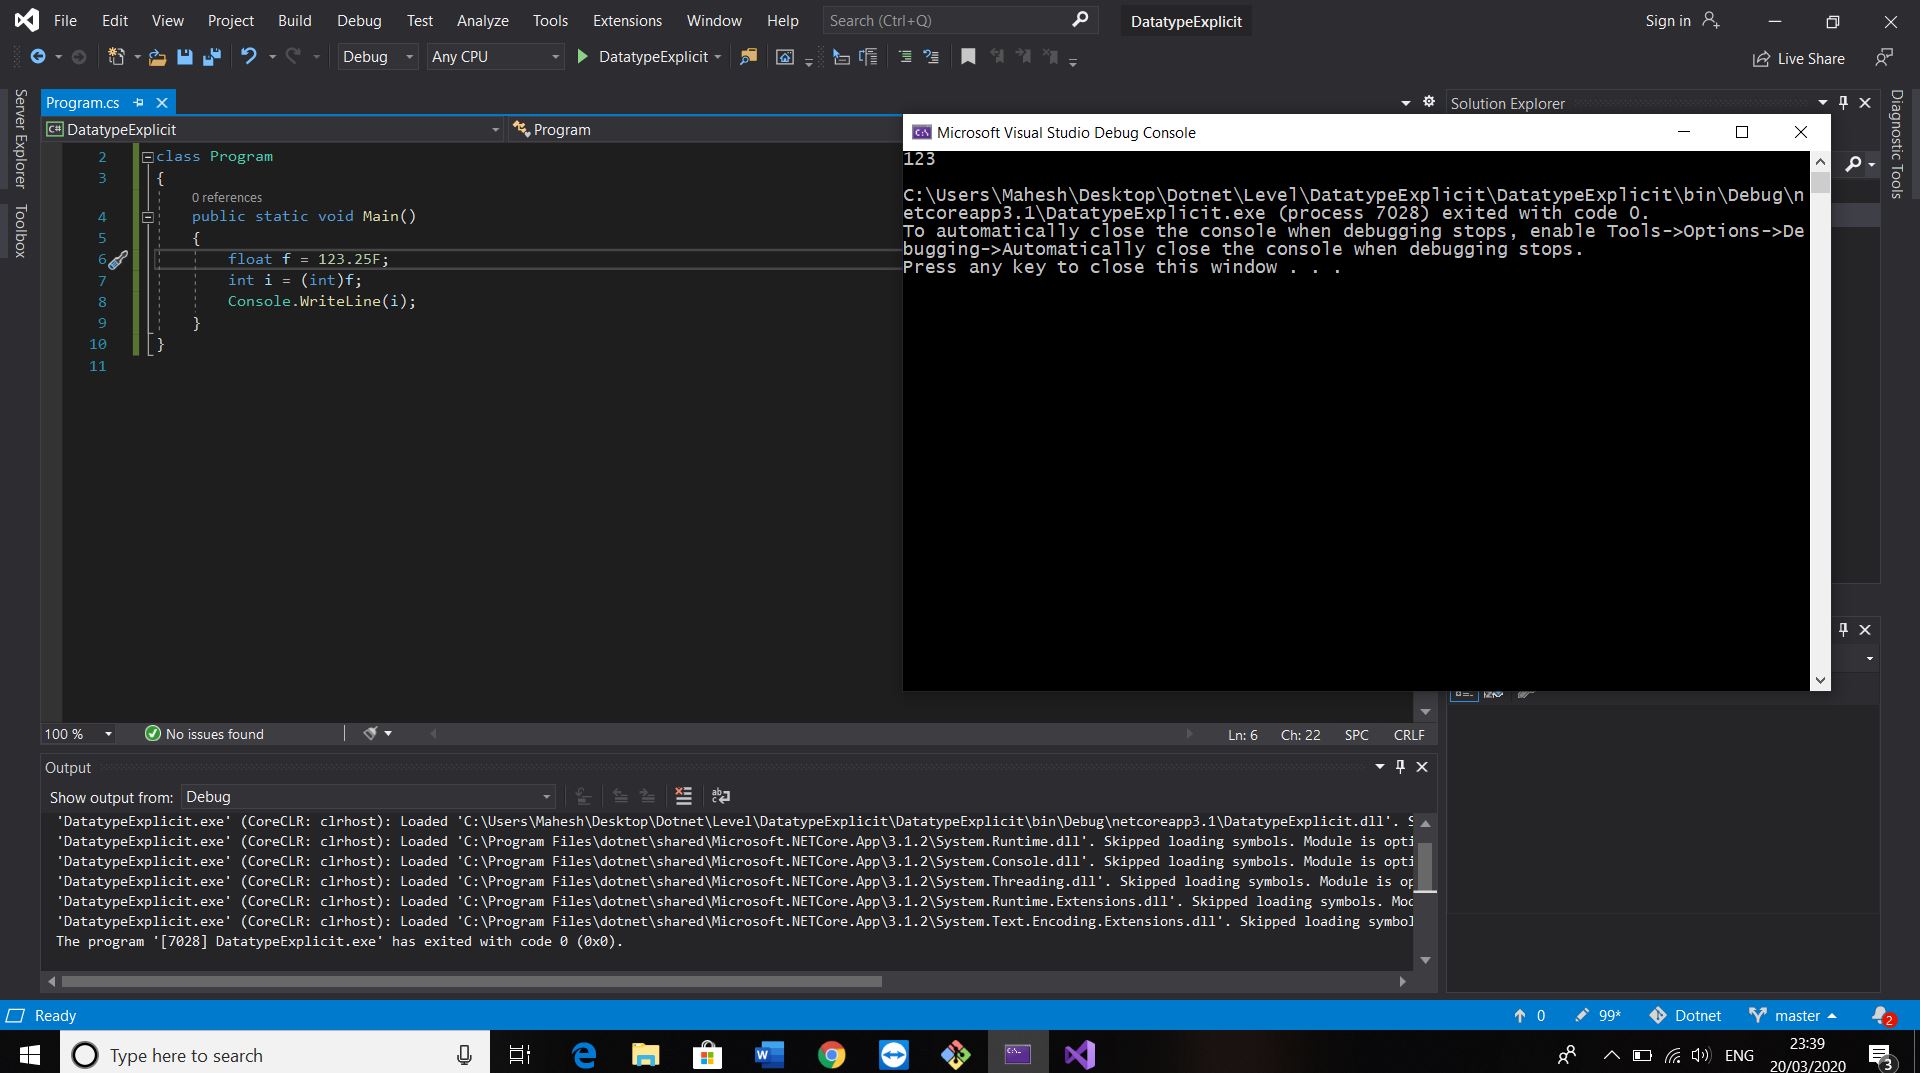 File Edit View Project Build Debug Test Analyze Tools Extensions Window Help Search (Ctrl+Q) DatatypeExplicit Sign in
Debug Any CPU DatatypeExplicit Live Share
Server Explorer
Toolbox
Program.cs
DatatypeExplicit Program
2 class Program
3 {
0 references
4 public static void Main()
5 {
6 float f = 123.25F;
7 int i = (int)f;
8 Console.WriteLine(i);
9 }
10 }
11
Microsoft Visual Studio Debug Console
123
C:\Users\Mahesh\Desktop\Dotnet\Level\DatatypeExplicit\DatatypeExplicit\bin\Debug\n
etcoreapp3.1\DatatypeExplicit.exe (process 7028) exited with code 0.
To automatically close the console when debugging stops, enable Tools->Options->De
bugging->Automatically close the console when debugging stops.
Press any key to close this window . . .
Solution Explorer
Diagnostic Tools
100 % No issues found Ln: 6 Ch: 22 SPC CRLF
Output
Show output from: Debug
'DatatypeExplicit.exe' (CoreCLR: clrhost): Loaded 'C:\Users\Mahesh\Desktop\Dotnet\Level\DatatypeExplicit\DatatypeExplicit\bin\Debug\netcoreapp3.1\DatatypeExplicit.dll'. S
'DatatypeExplicit.exe' (CoreCLR: clrhost): Loaded 'C:\Program Files\dotnet\shared\Microsoft.NETCore.App\3.1.2\System.Runtime.dll'. Skipped loading symbols. Module is opti
'DatatypeExplicit.exe' (CoreCLR: clrhost): Loaded 'C:\Program Files\dotnet\shared\Microsoft.NETCore.App\3.1.2\System.Console.dll'. Skipped loading symbols. Module is opti
'DatatypeExplicit.exe' (CoreCLR: clrhost): Loaded 'C:\Program Files\dotnet\shared\Microsoft.NETCore.App\3.1.2\System.Threading.dll'. Skipped loading symbols. Module is op
'DatatypeExplicit.exe' (CoreCLR: clrhost): Loaded 'C:\Program Files\dotnet\shared\Microsoft.NETCore.App\3.1.2\System.Runtime.Extensions.dll'. Skipped loading symbols. Mod
'DatatypeExplicit.exe' (CoreCLR: clrhost): Loaded 'C:\Program Files\dotnet\shared\Microsoft.NETCore.App\3.1.2\System.Text.Encoding.Extensions.dll'. Skipped loading symbol
The program '[7028] DatatypeExplicit.exe' has exited with code 0 (0x0).
Ready 0 99* Dotnet master 2
Type here to search ENG 23:39
20/03/2020 3